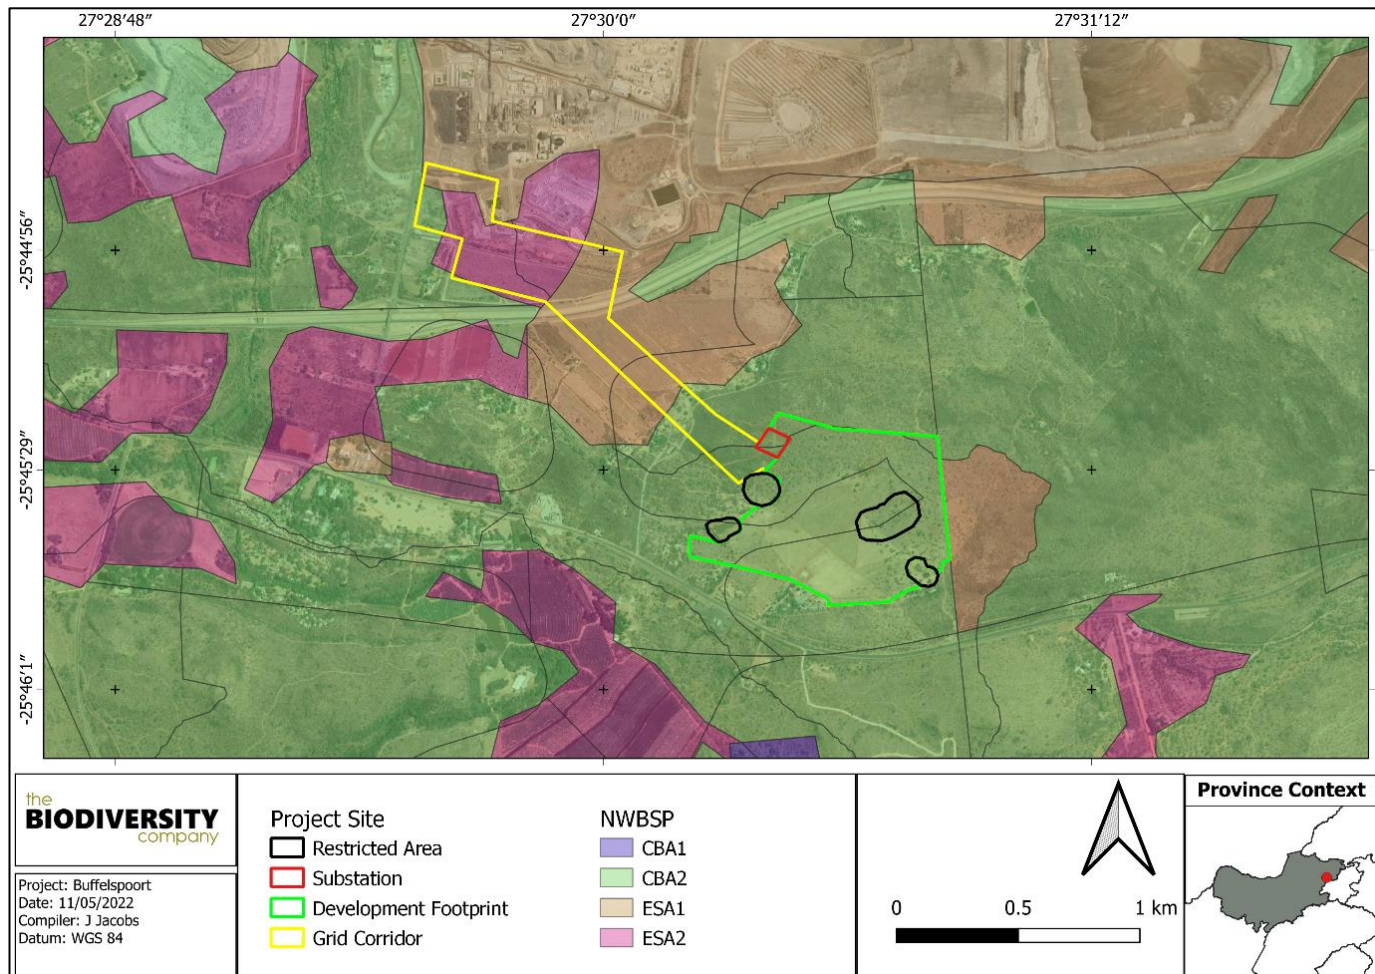 27°28′48″
27°30′0″
27°31′12″
-25°44′56″
-25°45′29″
-25°46′1″
the
BIODIVERSITY
company
Project: Buffelspoort
Date: 11/05/2022
Compiler: J Jacobs
Datum: WGS 84
Project Site
Restricted Area
Substation
Development Footprint
Grid Corridor
NWBSP
CBA1
CBA2
ESA1
ESA2
0 0.5 1 km
Province Context